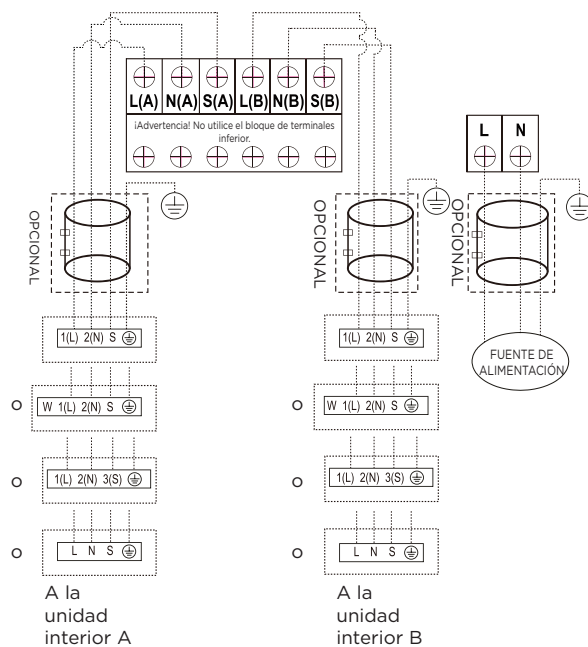 L(A) N(A) S(A) L(B) N(B) S(B)
¡Advertencia! No utilice el bloque de terminales
inferior.
L N
OPCIONAL
OPCIONAL
OPCIONAL
1(L) 2(N) S
1(L) 2(N) S
FUENTE DE
ALIMENTACIÓN
O W 1(L) 2(N) S
O W 1(L) 2(N) S
O 1(L) 2(N) 3(S)
O 1(L) 2(N) 3(S)
O L N S
O L N S
A la
unidad
interior A
A la
unidad
interior B